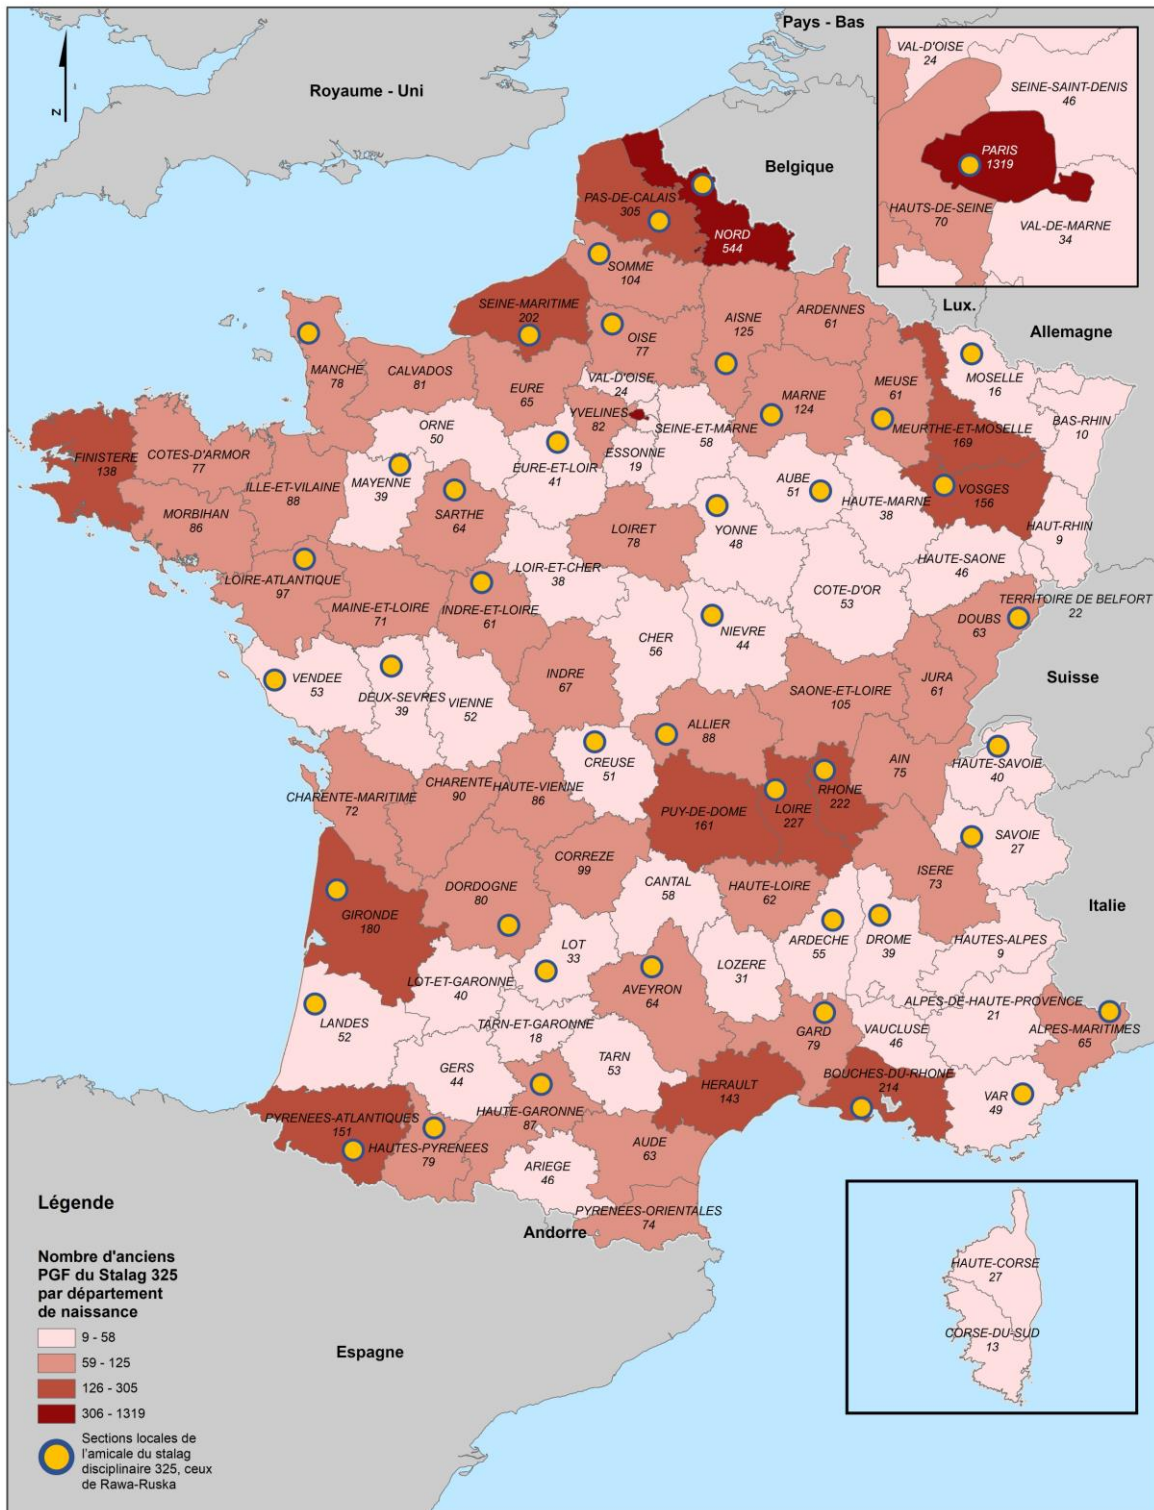 Pays - Bas
Royaume - Uni
Belgique
Lux.
Allemagne
Suisse
Italie
Andorre
Espagne
N
VAL-D'OISE
24
SEINE-SAINT-DENIS
46
PARIS
1319
HAUTS-DE-SEINE
70
VAL-DE-MARNE
34
PAS-DE-CALAIS
305
NORD
544
SOMME
104
SEINE-MARITIME
202
OISE
77
AISNE
125
ARDENNES
61
MANCHE
78
CALVADOS
81
EURE
65
VAL-D'OISE
24
YVELINES
82
SEINE-ET-MARNE
58
ESSONNE
19
MARNE
124
MEUSE
61
MOSELLE
16
MEURTHE-ET-MOSELLE
169
BAS-RHIN
10
FINISTERE
138
COTES-D'ARMOR
77
MORBIHAN
86
ILLE-ET-VILAINE
88
ORNE
50
MAYENNE
39
EURE-ET-LOIR
41
SARTHE
64
LOIRET
78
AUBE
51
YONNE
48
HAUTE-MARNE
38
VOSGES
156
HAUT-RHIN
9
LOIRE-ATLANTIQUE
97
MAINE-ET-LOIRE
71
INDRE-ET-LOIRE
61
LOIR-ET-CHER
38
CHER
56
NIEVRE
44
COTE-D'OR
53
HAUTE-SAONE
46
TERRITOIRE DE BELFORT
22
DOUBS
63
VENDEE
53
DEUX-SEVRES
39
VIENNE
52
INDRE
67
ALLIER
88
SAONE-ET-LOIRE
105
JURA
61
CREUSE
51
CHARENTE-MARITIME
72
CHARENTE
90
HAUTE-VIENNE
86
PUY-DE-DOME
161
LOIRE
227
RHONE
222
AIN
75
HAUTE-SAVOIE
40
SAVOIE
27
ISERE
73
GIRONDE
180
DORDOGNE
80
CORREZE
99
CANTAL
58
HAUTE-LOIRE
62
ARDECHE
55
DROME
39
HAUTES-ALPES
9
LOT
33
LOT-ET-GARONNE
40
AVEYRON
64
LOZERE
31
LANDES
52
TARN-ET-GARONNE
18
TARN
53
GARD
79
VAUCLUSE
46
ALPES-DE-HAUTE-PROVENCE
21
ALPES-MARITIMES
65
GERS
44
HERAULT
143
BOUCHES-DU-RHONE
214
VAR
49
PYRENEES-ATLANTIQUES
151
HAUTES-PYRENEES
79
HAUTE-GARONNE
87
ARIEGE
46
AUDE
63
PYRENEES-ORIENTALES
74
HAUTE-CORSE
27
CORSE-DU-SUD
13
Légende
Nombre d'anciens
PGF du Stalag 325
par département
de naissance
9 - 58
59 - 125
126 - 305
306 - 1319
Sections locales de
l'amicale du stalag
disciplinaire 325, ceux
de Rawa-Ruska